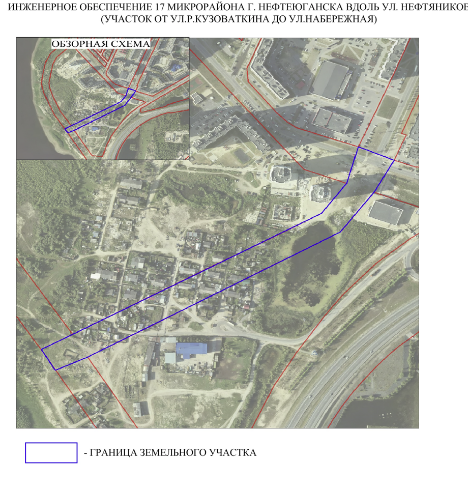 ИНЖЕНЕРНОЕ ОБЕСПЕЧЕНИЕ 17 МИКРОРАЙОНА Г. НЕФТЕЮГАНСКА ВДОЛЬ УЛ. НЕФТЯНИКОВ
(УЧАСТОК ОТ УЛ.Р.КУЗОВАТКИНА ДО УЛ.НАБЕРЕЖНАЯ)
ОБЗОРНАЯ СХЕМА
- ГРАНИЦА ЗЕМЕЛЬНОГО УЧАСТКА